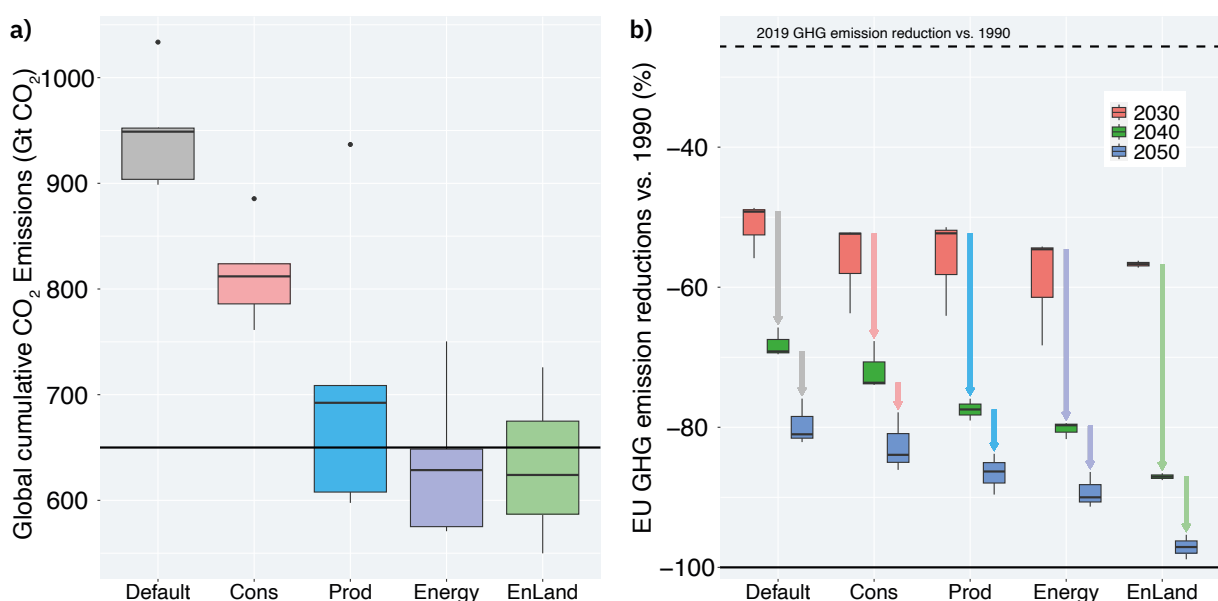 a)
Global cumulative CO2 Emissions (Gt CO2)
1000
900
800
700
600
Default Cons Prod Energy EnLand
b)
EU GHG emission reductions vs. 1990 (%)
2019 GHG emission reduction vs. 1990
2030
2040
2050
−40
−60
−80
−100
Default Cons Prod Energy EnLand